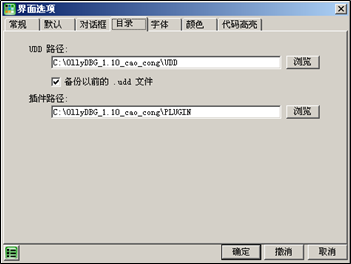 界面选项
常规 默认 对话框 目录 字体 颜色 代码高亮
UDD 路径:
C:\OllyDBG_1.10_cao_cong\UDD 浏览
备份以前的 .udd 文件
插件路径:
C:\OllyDBG_1.10_cao_cong\PLUGIN 浏览
确定 撤消 取消